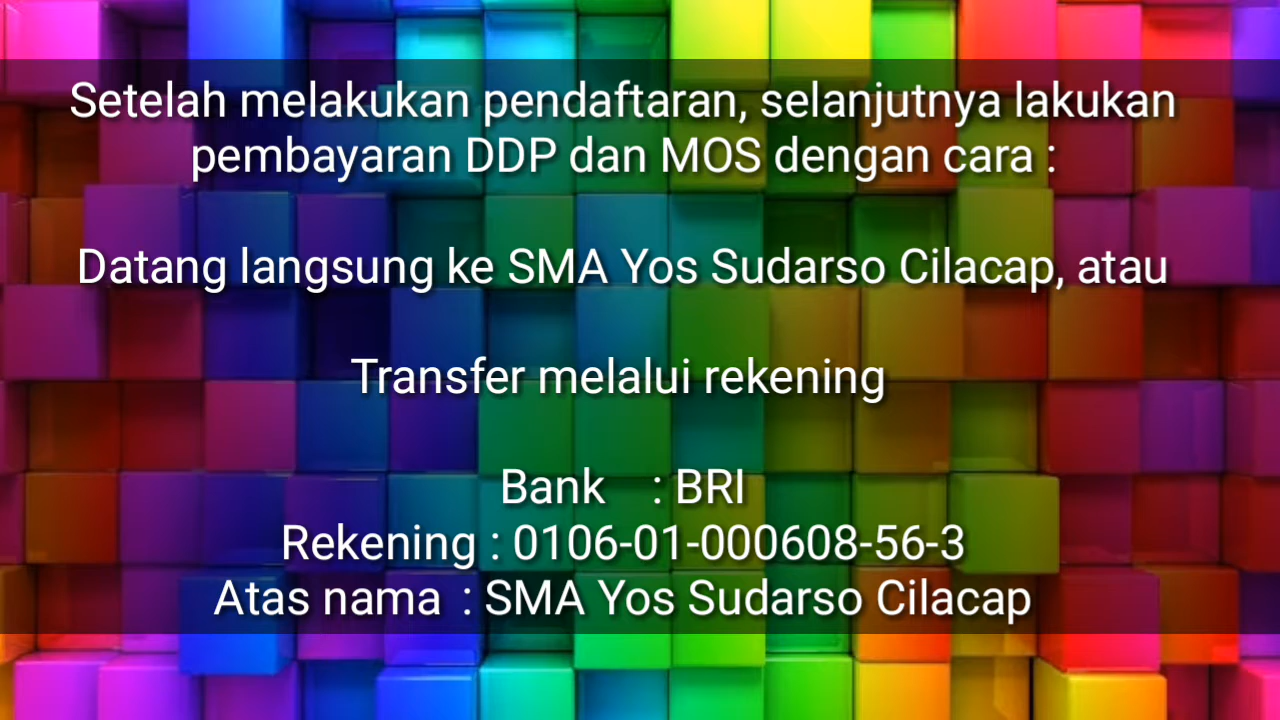 Setelah melakukan pendaftaran, selanjutnya lakukan
pembayaran DDP dan MOS dengan cara :
Datang langsung ke SMA Yos Sudarso Cilacap, atau
Transfer melalui rekening
Bank : BRI
Rekening : 0106-01-000608-56-3
Atas nama : SMA Yos Sudarso Cilacap